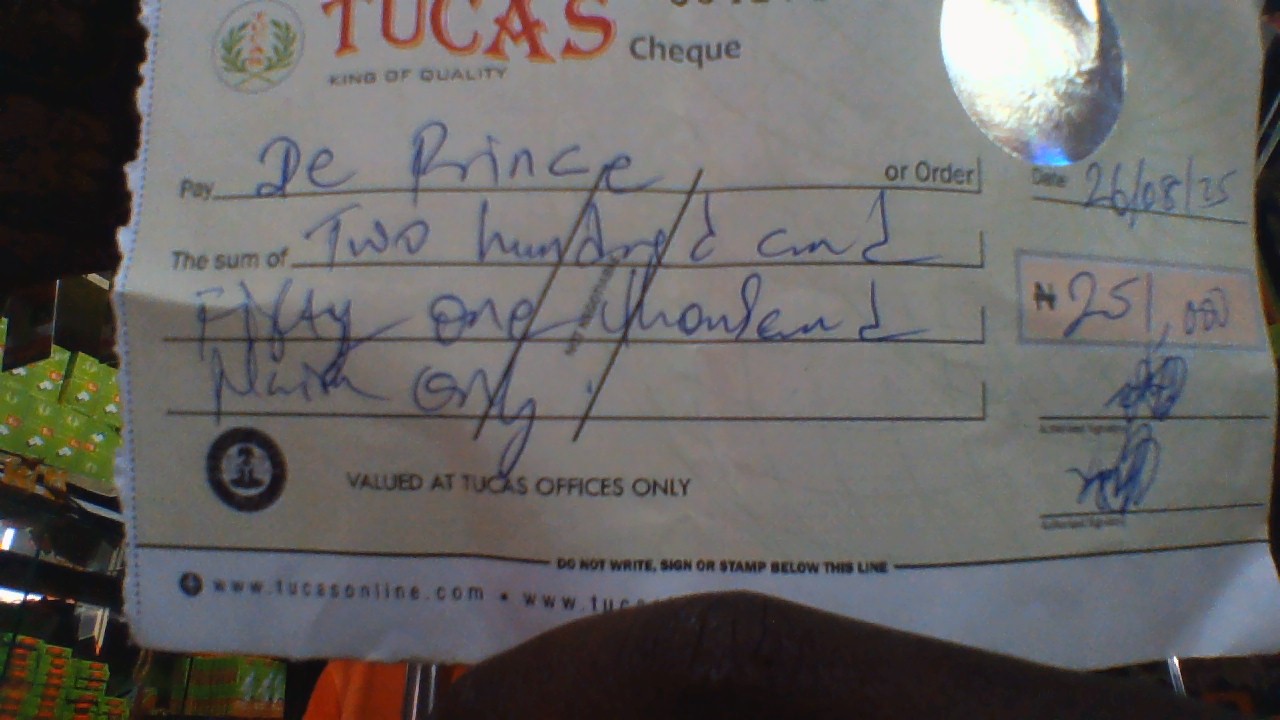 TUCAS
Cheque
KING OF QUALITY
Pay De Prince or Order
Date 26/08/25
The sum of Two hundred and
Fifty one thousand
₦ 251,000
Naira Only
VALUED AT TUCAS OFFICES ONLY
DO NOT WRITE, SIGN OR STAMP BELOW THIS LINE
www.tucasonline.com • www.tuc